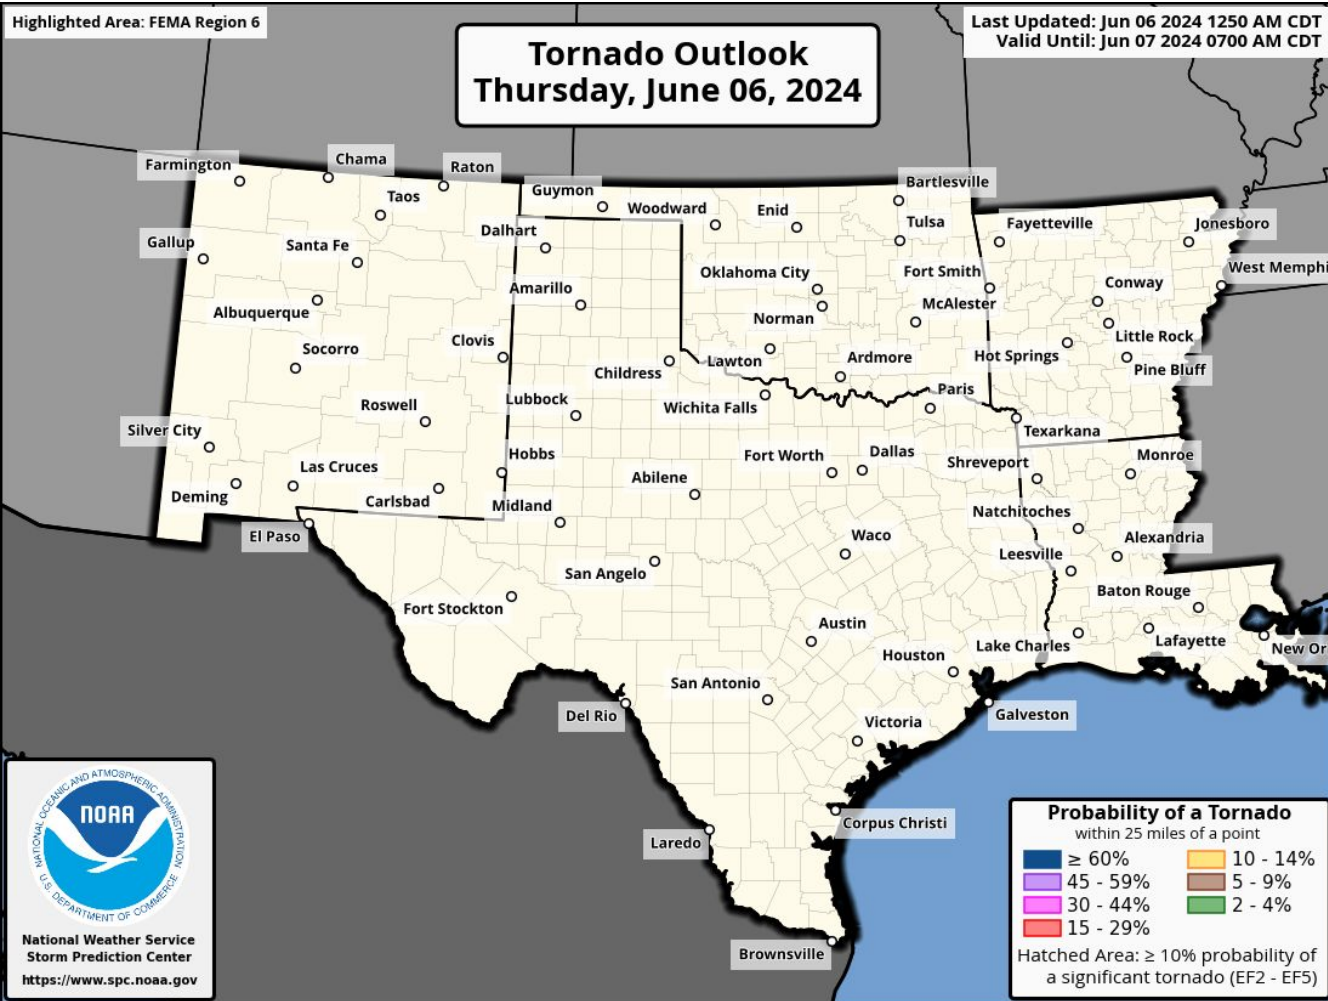 Highlighted Area: FEMA Region 6
Last Updated: Jun 06 2024 1250 AM CDT
Valid Until: Jun 07 2024 0700 AM CDT
Tornado Outlook
Thursday, June 06, 2024
Farmington
Chama
Raton
Taos
Guymon
Woodward
Enid
Bartlesville
Tulsa
Fayetteville
Jonesboro
Gallup
Santa Fe
Dalhart
Oklahoma City
Fort Smith
West Memphi
Albuquerque
Amarillo
Norman
McAlester
Conway
Socorro
Clovis
Childress
Lawton
Ardmore
Hot Springs
Little Rock
Pine Bluff
Roswell
Lubbock
Wichita Falls
Paris
Texarkana
Silver City
Las Cruces
Hobbs
Abilene
Fort Worth
Dallas
Shreveport
Monroe
Deming
Carlsbad
Midland
Natchitoches
El Paso
San Angelo
Waco
Leesville
Alexandria
Fort Stockton
Austin
Baton Rouge
Houston
Lake Charles
Lafayette
New Or
Del Rio
San Antonio
Victoria
Galveston
Laredo
Corpus Christi
Brownsville
NATIONAL OCEANIC AND ATMOSPHERIC ADMINISTRATION
NOAA
U.S. DEPARTMENT OF COMMERCE
National Weather Service
Storm Prediction Center
https://www.spc.noaa.gov
Probability of a Tornado
within 25 miles of a point
≥ 60%
45 - 59%
30 - 44%
15 - 29%
10 - 14%
5 - 9%
2 - 4%
Hatched Area: ≥ 10% probability of
a significant tornado (EF2 - EF5)